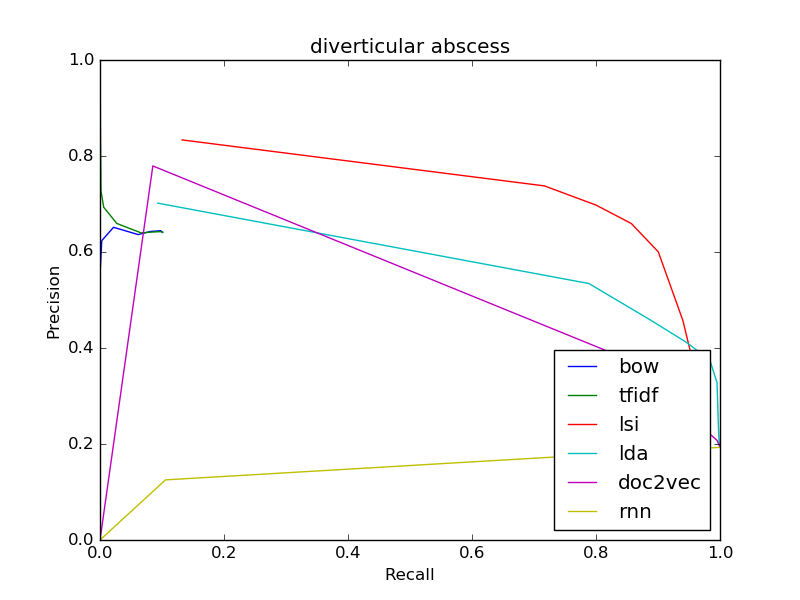 diverticular abscess
1.0
0.8
0.6
0.4
0.2
0.0
Precision
bow
tfidf
lsi
lda
doc2vec
rnn
0.0 0.2 0.4 0.6 0.8 1.0
Recall